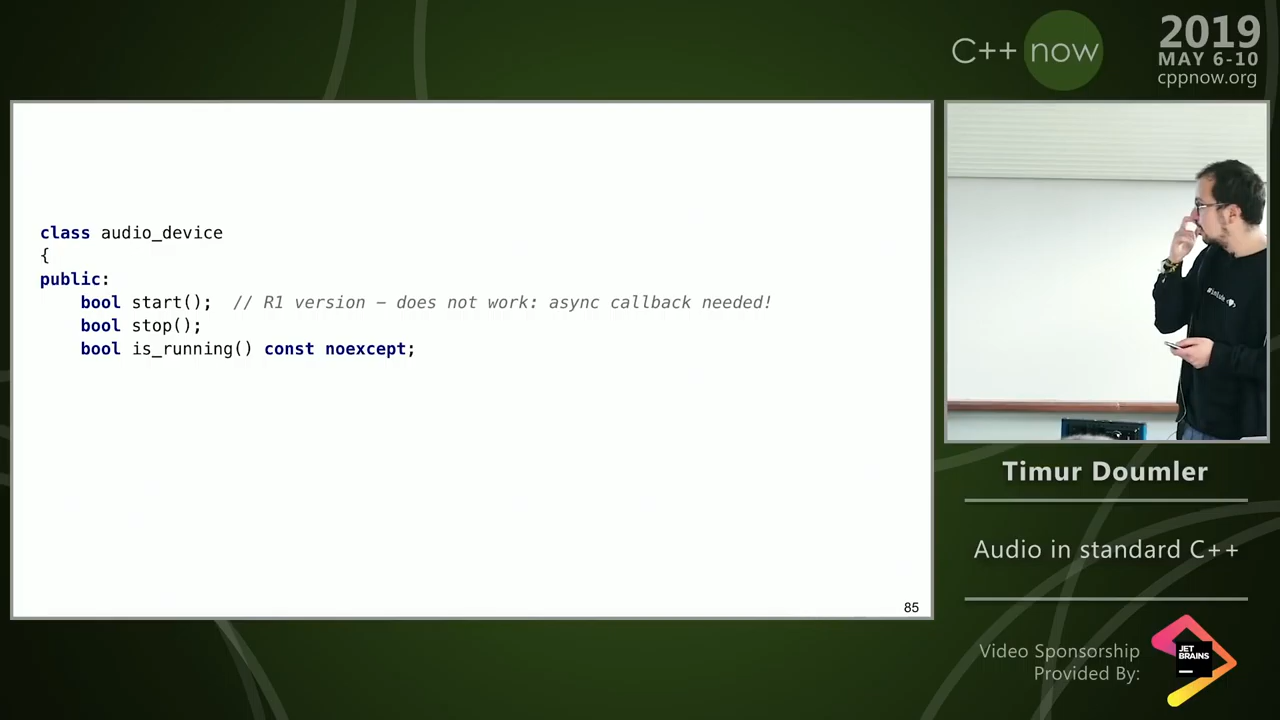 C++ now
2019
MAY 6-10
cppnow.org
class audio_device
{
public:
    bool start();  // R1 version – does not work: async callback needed!
    bool stop();
    bool is_running() const noexcept;
85
Timur Doumler
Audio in standard C++
Video Sponsorship
Provided By:
JET
BRAINS